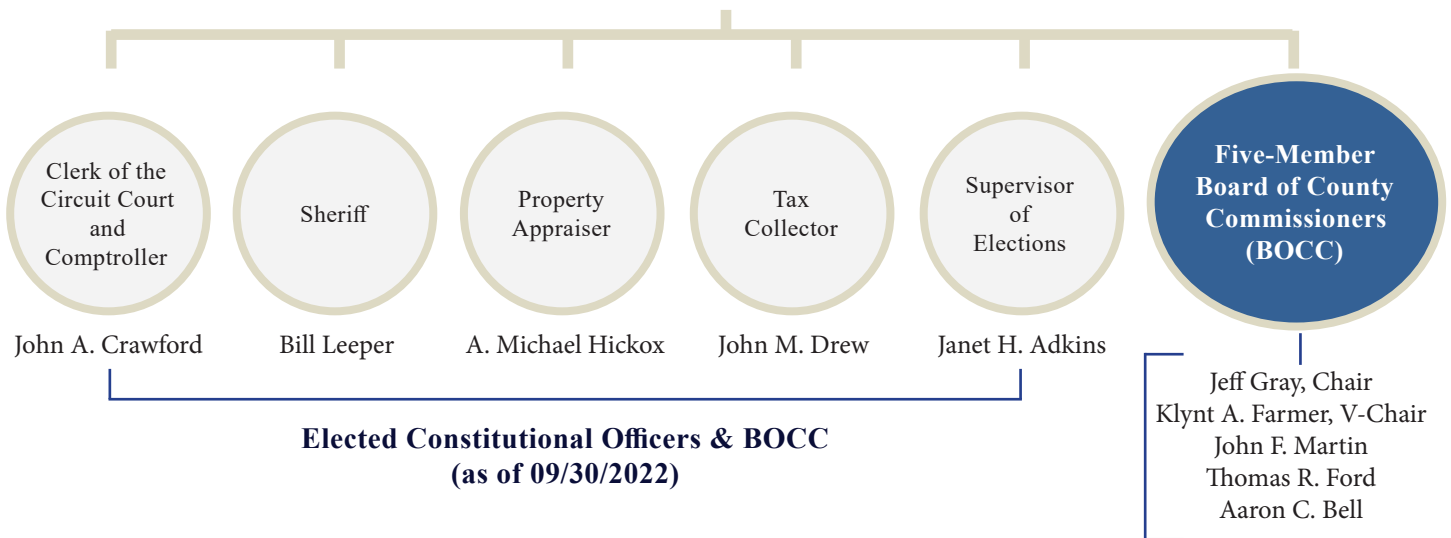 Clerk of the
Circuit Court
and
Comptroller
John A. Crawford
Sheriff
Bill Leeper
Property
Appraiser
A. Michael Hickox
Tax
Collector
John M. Drew
Supervisor
of
Elections
Janet H. Adkins
Five-Member
Board of County
Commissioners
(BOCC)
Jeff Gray, Chair
Klynt A. Farmer, V-Chair
John F. Martin
Thomas R. Ford
Aaron C. Bell
Elected Constitutional Officers & BOCC
(as of 09/30/2022)